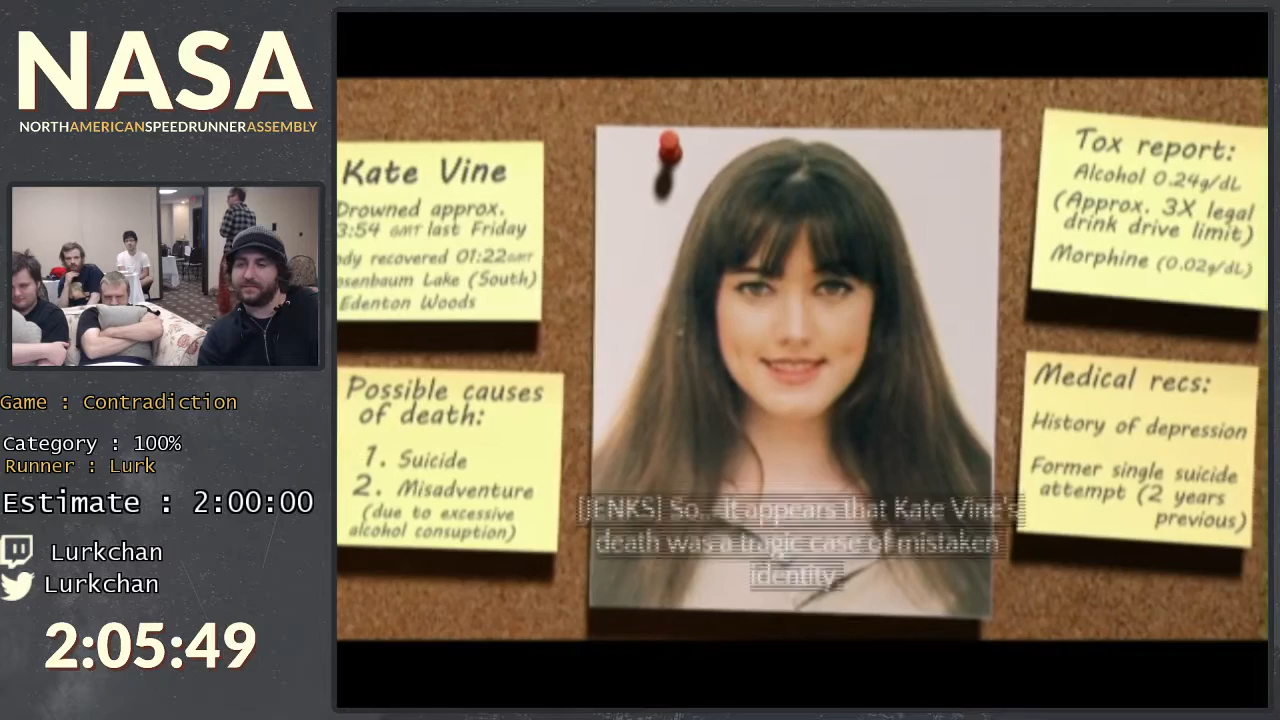 NASA
NORTHAMERICANSPEEDRUNNERASSEMBLY
Game : Contradiction
Category : 100%
Runner : Lurk
Estimate : 2:00:00
Lurkchan
Lurkchan
2:05:49
Kate Vine
Drowned approx.
3:54 GMT last Friday
ody recovered 01:22GMT
osenbaum Lake (South)
Edenton Woods
Possible causes
of death:
1. Suicide
2. Misadventure
(due to excessive
alcohol consuption)
Tox report:
Alcohol 0.24g/dL
(Approx. 3X legal
drink drive limit)
Morphine (0.02g/dL)
Medical recs:
History of depression
Former single suicide
attempt (2 years
previous)
[JENKS] So.. it appears that Kate Vine's
death was a tragic case of mistaken
identity.